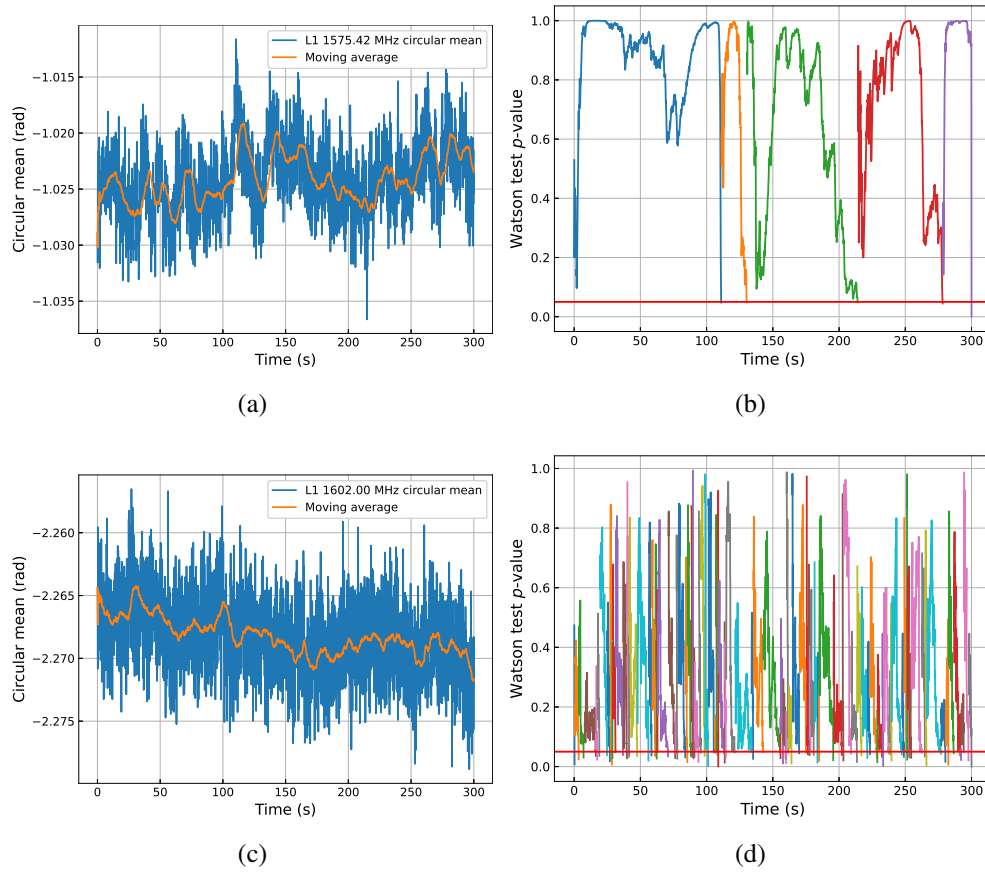 L1 1575.42 MHz circular mean
Moving average
Circular mean (rad)
−1.015
−1.020
−1.025
−1.030
−1.035
0 50 100 150 200 250 300
Time (s)
(a)
Watson test p-value
1.0
0.8
0.6
0.4
0.2
0.0
0 50 100 150 200 250 300
Time (s)
(b)
L1 1602.00 MHz circular mean
Moving average
Circular mean (rad)
−2.260
−2.265
−2.270
−2.275
0 50 100 150 200 250 300
Time (s)
(c)
Watson test p-value
1.0
0.8
0.6
0.4
0.2
0.0
0 50 100 150 200 250 300
Time (s)
(d)